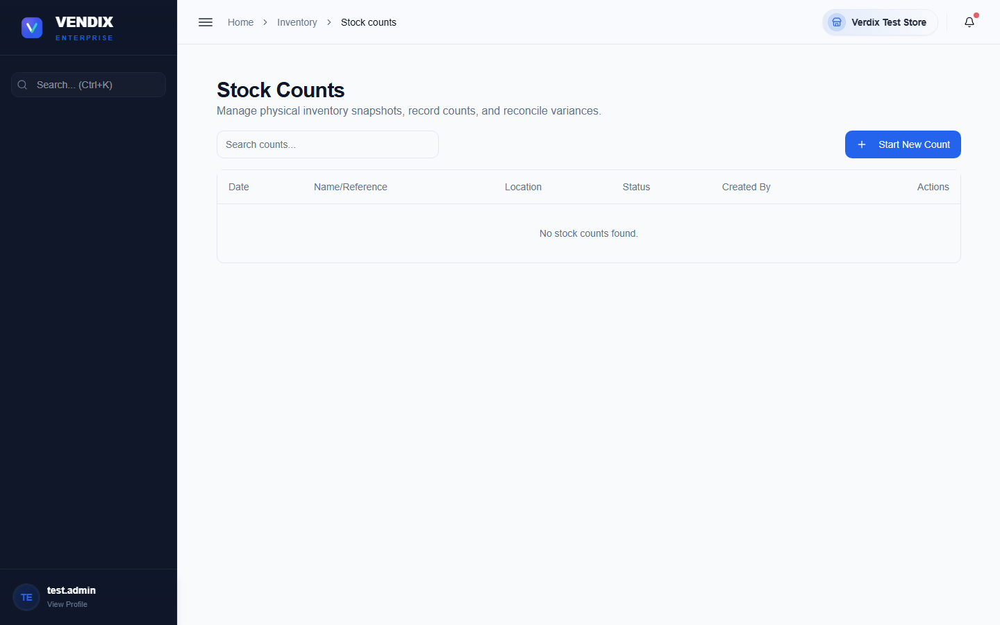 VENDIX
ENTERPRISE
Search... (Ctrl+K)
TE
test.admin
View Profile
Home > Inventory > Stock counts
Verdix Test Store
Stock Counts
Manage physical inventory snapshots, record counts, and reconcile variances.
Search counts...
+ Start New Count
Date Name/Reference Location Status Created By Actions
No stock counts found.